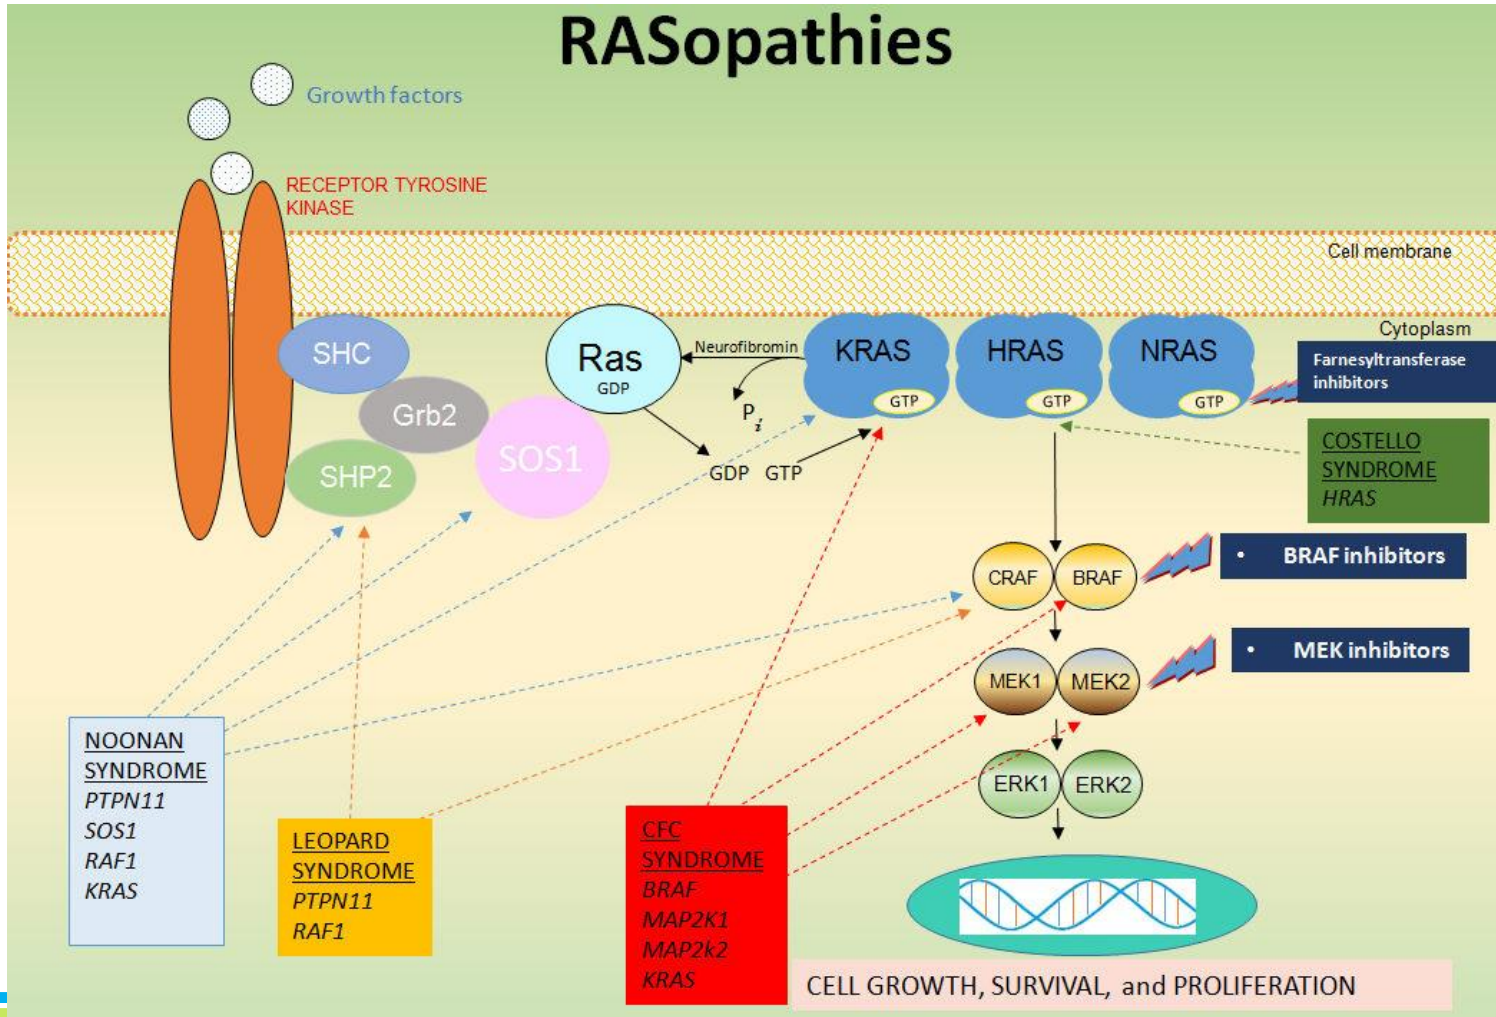 RASopathies
Growth factors
RECEPTOR TYROSINE
KINASE
Cell membrane
Cytoplasm
SHC
Grb2
SHP2
SOS1
Ras
GDP
Neurofibromin
Pi
GDP GTP
KRAS
GTP
HRAS
GTP
NRAS
GTP
Farnesyltransferase
inhibitors
COSTELLO
SYNDROME
HRAS
CRAF
BRAF
• BRAF inhibitors
MEK1
MEK2
• MEK inhibitors
ERK1
ERK2
NOONAN
SYNDROME
PTPN11
SOS1
RAF1
KRAS
LEOPARD
SYNDROME
PTPN11
RAF1
CFC
SYNDROME
BRAF
MAP2K1
MAP2k2
KRAS
CELL GROWTH, SURVIVAL, and PROLIFERATION